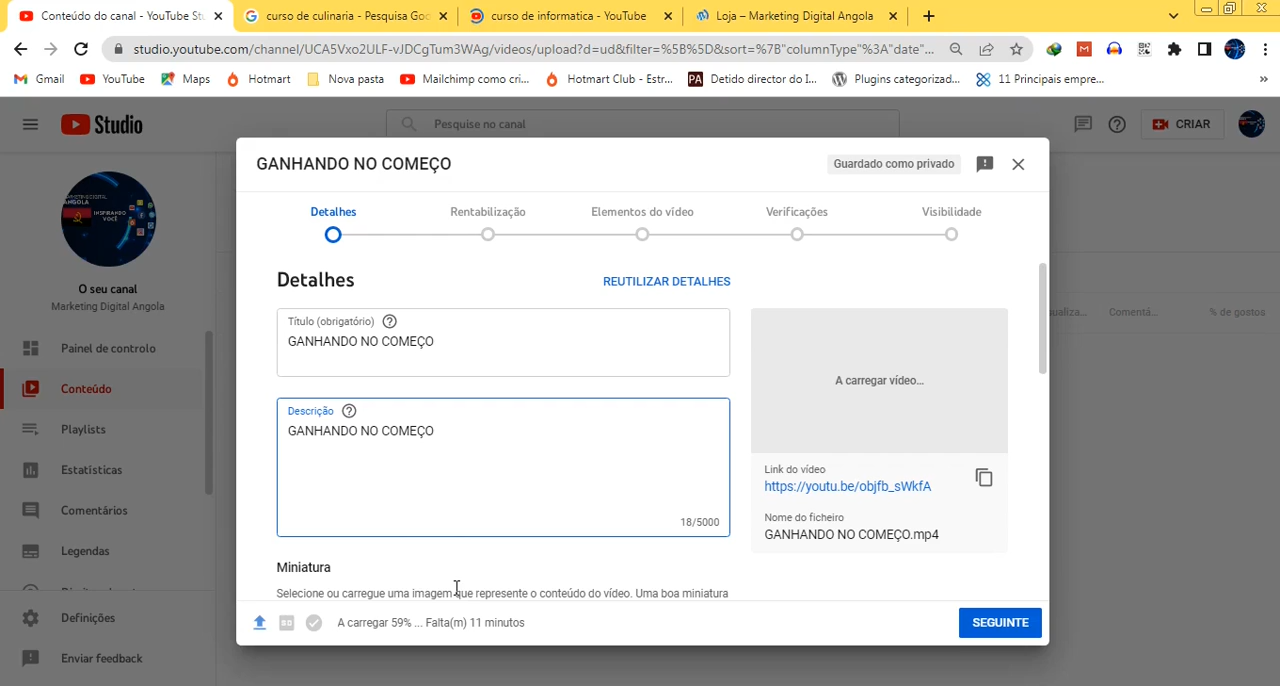 Conteúdo do canal - YouTube Stu
curso de culinaria - Pesquisa Goo
curso de informatica - YouTube
Loja – Marketing Digital Angola
studio.youtube.com/channel/UCA5Vxo2ULF-vJDCgTum3WAg/videos/upload?d=ud&filter=%5B%5D&sort=%7B"columnType"%3A"date"...
Gmail
YouTube
Maps
Hotmart
Nova pasta
Mailchimp como cri...
Hotmart Club - Estr...
Detido director do I...
Plugins categorizad...
11 Principais empre...
Studio
Pesquise no canal
CRIAR
O seu canal
Marketing Digital Angola
Painel de controlo
Conteúdo
Playlists
Estatísticas
Comentários
Legendas
Definições
Enviar feedback
GANHANDO NO COMEÇO
Guardado como privado
Detalhes
Rentabilização
Elementos do vídeo
Verificações
Visibilidade
Detalhes
REUTILIZAR DETALHES
Título (obrigatório)
GANHANDO NO COMEÇO
Descrição
GANHANDO NO COMEÇO
18/5000
A carregar vídeo...
Link do vídeo
https://youtu.be/objfb_sWkfA
Nome do ficheiro
GANHANDO NO COMEÇO.mp4
Miniatura
Selecione ou carregue uma imagem que represente o conteúdo do vídeo. Uma boa miniatura
A carregar 59% ... Falta(m) 11 minutos
SEGUINTE
Comentá...
% de gostos